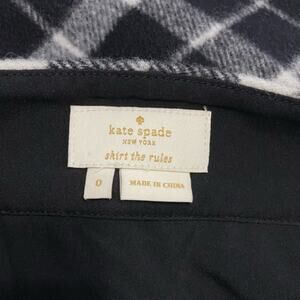 kate spade
NEW YORK
skirt the rules
0
MADE IN CHINA